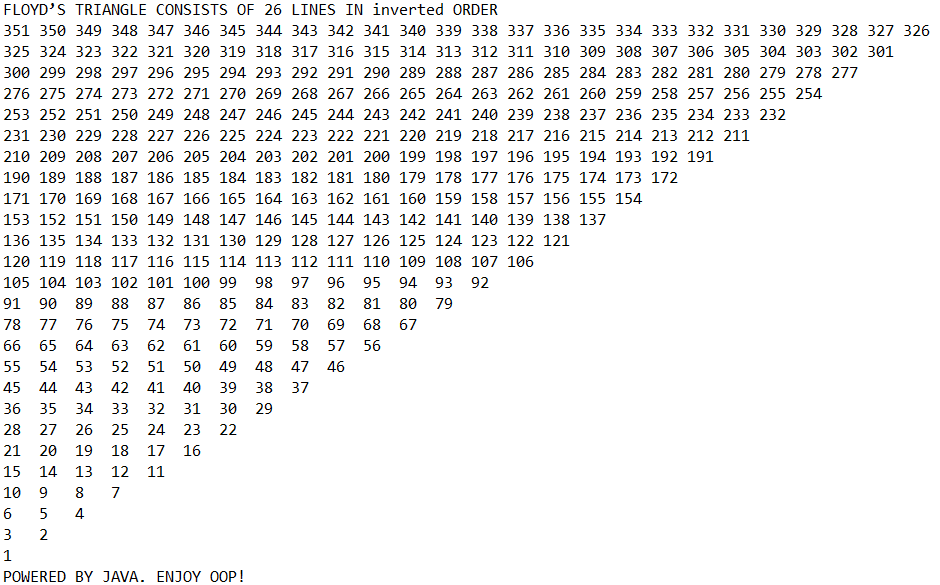 FLOYD’S TRIANGLE CONSISTS OF 26 LINES IN inverted ORDER
351 350 349 348 347 346 345 344 343 342 341 340 339 338 337 336 335 334 333 332 331 330 329 328 327 326
325 324 323 322 321 320 319 318 317 316 315 314 313 312 311 310 309 308 307 306 305 304 303 302 301
300 299 298 297 296 295 294 293 292 291 290 289 288 287 286 285 284 283 282 281 280 279 278 277
276 275 274 273 272 271 270 269 268 267 266 265 264 263 262 261 260 259 258 257 256 255 254
253 252 251 250 249 248 247 246 245 244 243 242 241 240 239 238 237 236 235 234 233 232
231 230 229 228 227 226 225 224 223 222 221 220 219 218 217 216 215 214 213 212 211
210 209 208 207 206 205 204 203 202 201 200 199 198 197 196 195 194 193 192 191
190 189 188 187 186 185 184 183 182 181 180 179 178 177 176 175 174 173 172
171 170 169 168 167 166 165 164 163 162 161 160 159 158 157 156 155 154
153 152 151 150 149 148 147 146 145 144 143 142 141 140 139 138 137
136 135 134 133 132 131 130 129 128 127 126 125 124 123 122 121
120 119 118 117 116 115 114 113 112 111 110 109 108 107 106
105 104 103 102 101 100 99 98 97 96 95 94 93 92
91 90 89 88 87 86 85 84 83 82 81 80 79
78 77 76 75 74 73 72 71 70 69 68 67
66 65 64 63 62 61 60 59 58 57 56
55 54 53 52 51 50 49 48 47 46
45 44 43 42 41 40 39 38 37
36 35 34 33 32 31 30 29
28 27 26 25 24 23 22
21 20 19 18 17 16
15 14 13 12 11
10 9 8 7
6 5 4
3 2
1
POWERED BY JAVA. ENJOY OOP!